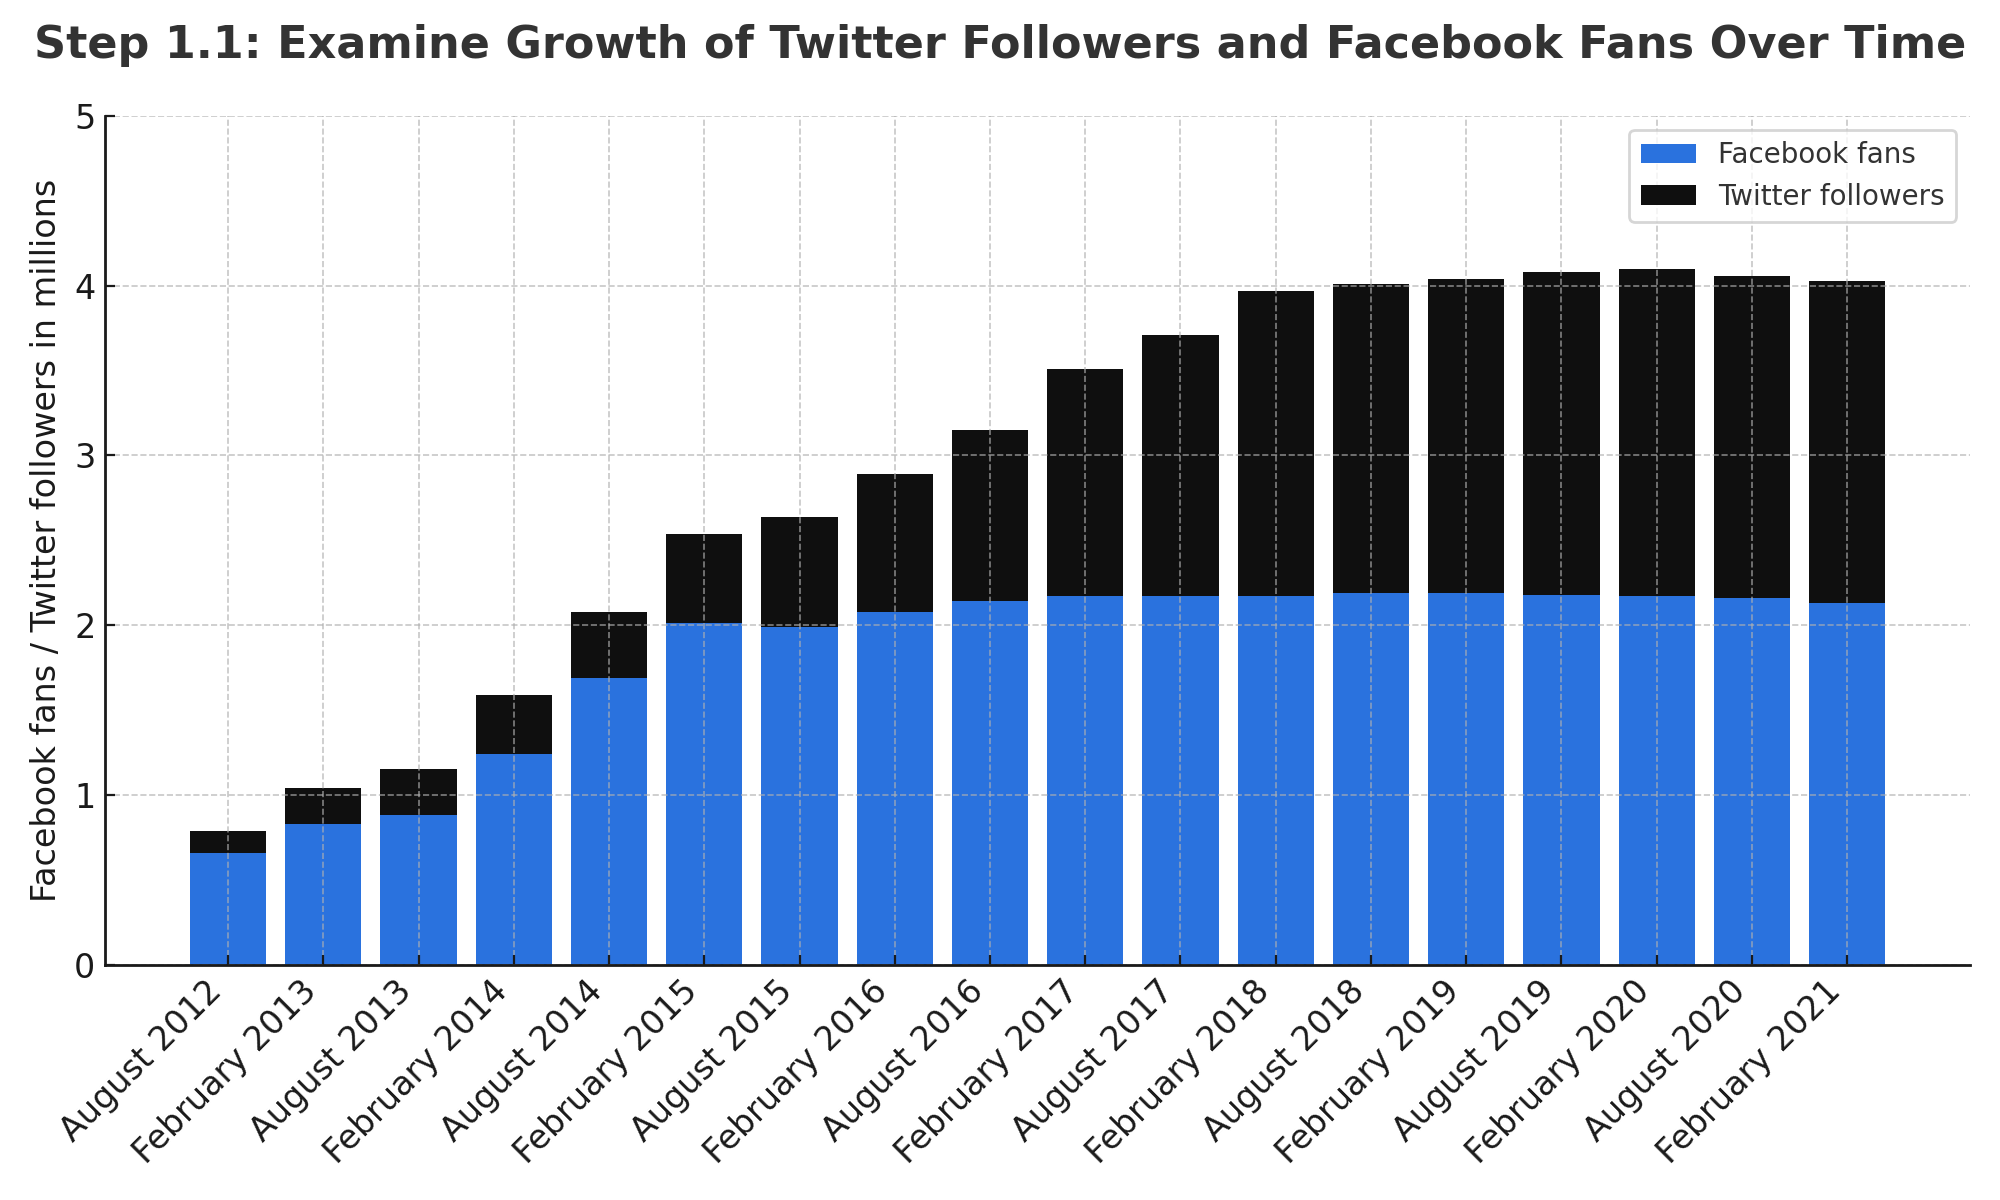 Step 1.1: Examine Growth of Twitter Followers and Facebook Fans Over Time
Facebook fans / Twitter followers in millions
5
4
3
2
1
0
Facebook fans
Twitter followers
August 2012
February 2013
August 2013
February 2014
August 2014
February 2015
August 2015
February 2016
August 2016
February 2017
August 2017
February 2018
August 2018
February 2019
August 2019
February 2020
August 2020
February 2021